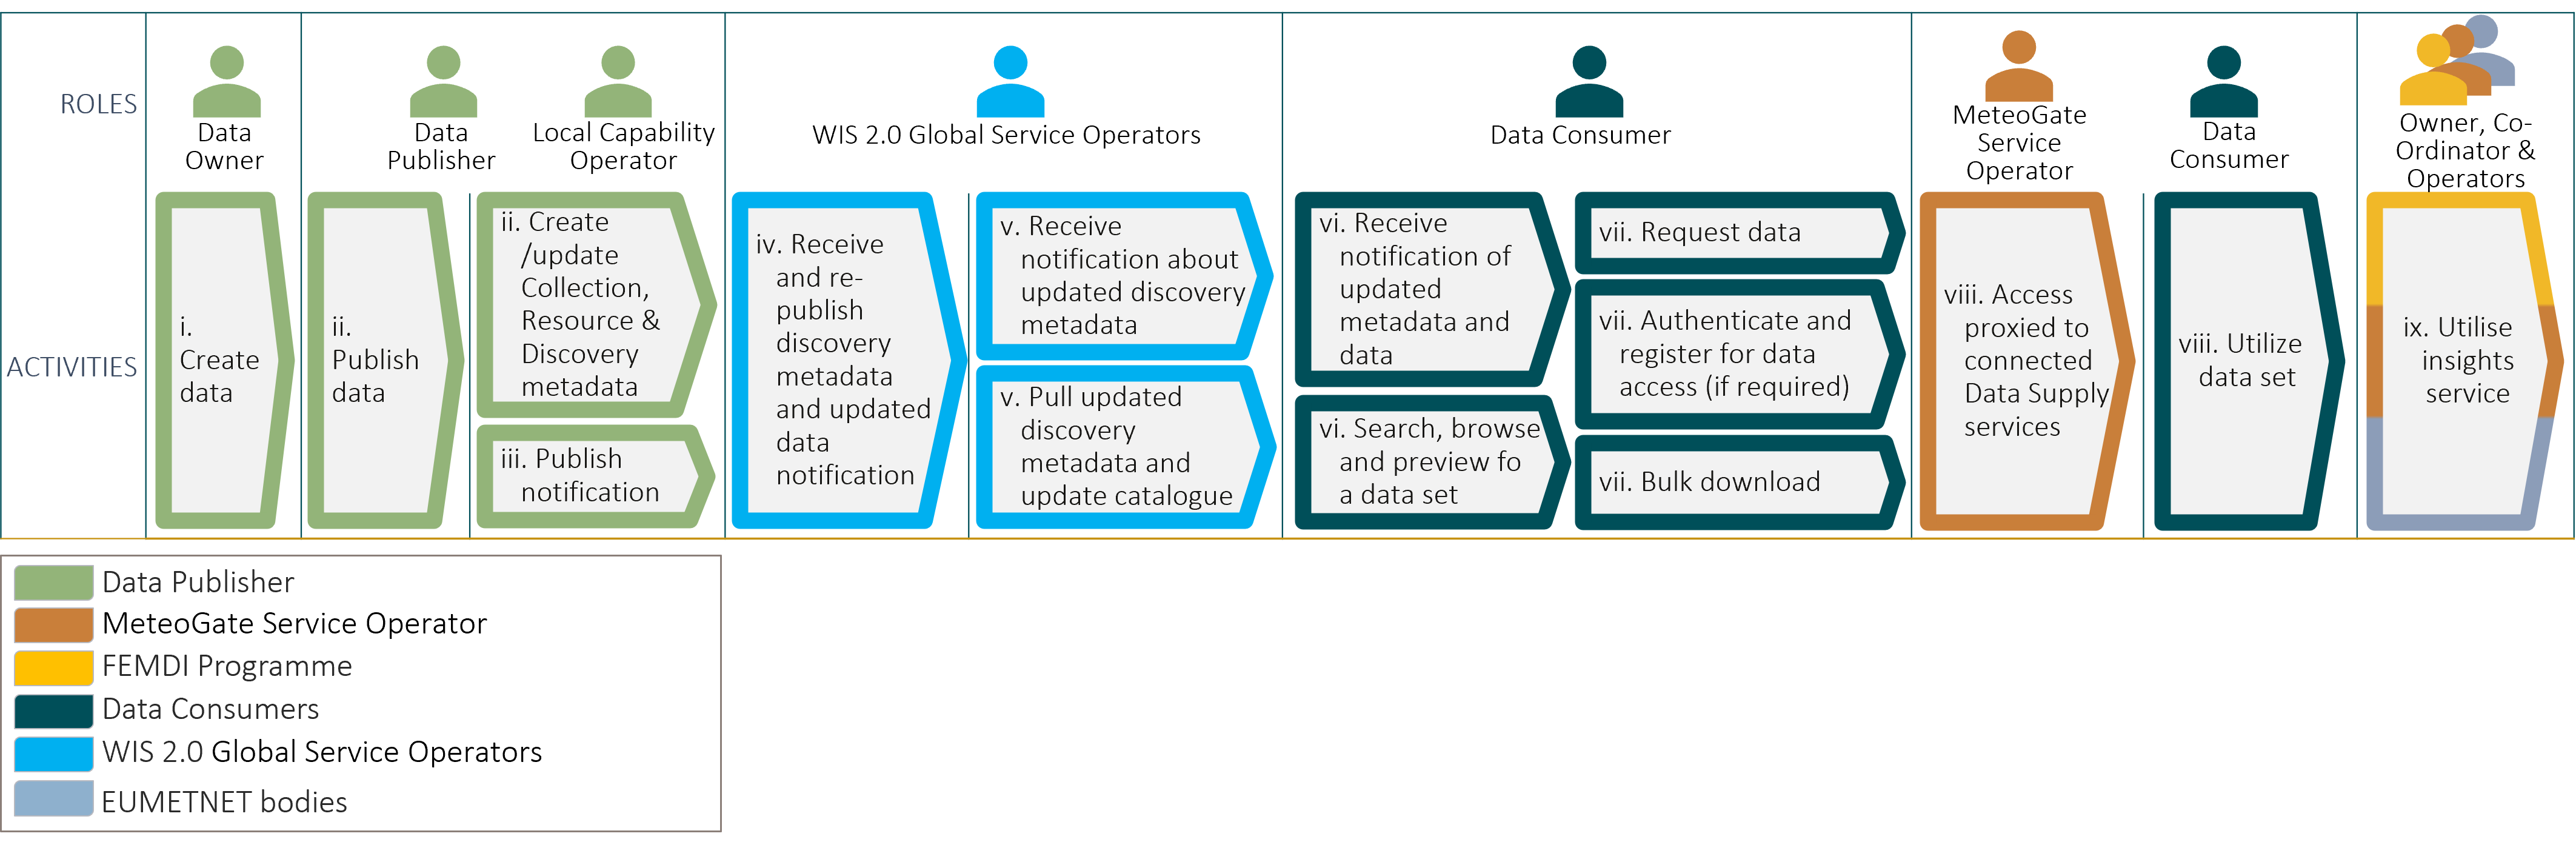 ROLES
Data
Owner
Data
Publisher
Local Capability
Operator
WIS 2.0 Global Service Operators
Data Consumer
MeteoGate
Service
Operator
Data
Consumer
Owner, Co-
Ordinator &
Operators
ACTIVITIES
i.
Create
data
ii.
Publish
data
ii. Create
/update
Collection,
Resource &
Discovery
metadata
iii. Publish
notification
iv. Receive
and re-
publish
discovery
metadata
and updated
data
notification
v. Receive
notification about
updated discovery
metadata
v. Pull updated
discovery
metadata and
update catalogue
vi. Receive
notification of
updated
metadata and
data
vi. Search, browse
and preview fo
a data set
vii. Request data
vii. Authenticate and
register for data
access (if required)
vii. Bulk download
viii. Access
proxied to
connected
Data Supply
services
viii. Utilize
data set
ix. Utilise
insights
service
Data Publisher
MeteoGate Service Operator
FEMDI Programme
Data Consumers
WIS 2.0 Global Service Operators
EUMETNET bodies